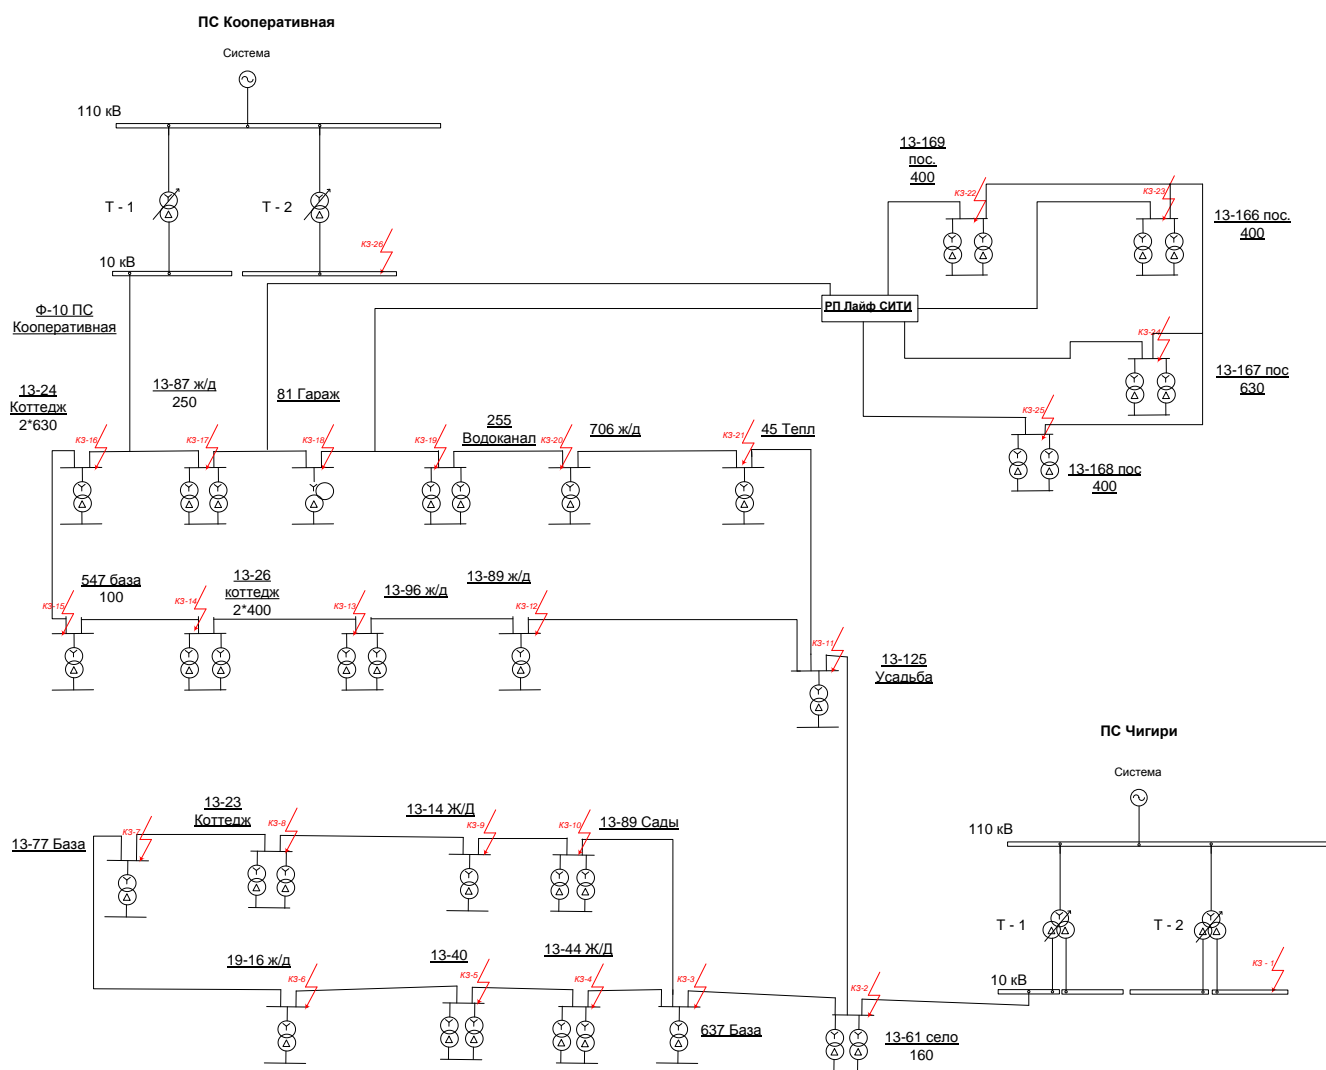 ПС Кооперативная
Система
110 кВ
Т - 1
Т - 2
КЗ-26
10 кВ
Ф-10 ПС
Кооперативная
13-169
пос.
400
КЗ-22
КЗ-23
13-166 пос.
400
РП Лайф СИТИ
КЗ-24
13-167 пос
630
КЗ-25
13-168 пос
400
13-24
Коттедж
2*630
КЗ-16
13-87 ж/д
250
КЗ-17
81 Гараж
КЗ-18
КЗ-19
255
Водоканал
КЗ-20
706 ж/д
45 Тепл
КЗ-21
547 база
100
КЗ-15
КЗ-14
13-26
коттедж
2*400
КЗ-13
13-96 ж/д
13-89 ж/д
КЗ-12
КЗ-11
13-125
Усадьба
ПС Чигири
Система
110 кВ
Т - 1
Т - 2
КЗ - 1
10 кВ
13-77 База
КЗ-7
13-23
Коттедж
КЗ-8
13-14 Ж/Д
КЗ-9
КЗ-10
13-89 Сады
19-16 ж/д
КЗ-6
13-40
КЗ-5
13-44 Ж/Д
КЗ-4
КЗ-3
637 База
КЗ-2
13-61 село
160